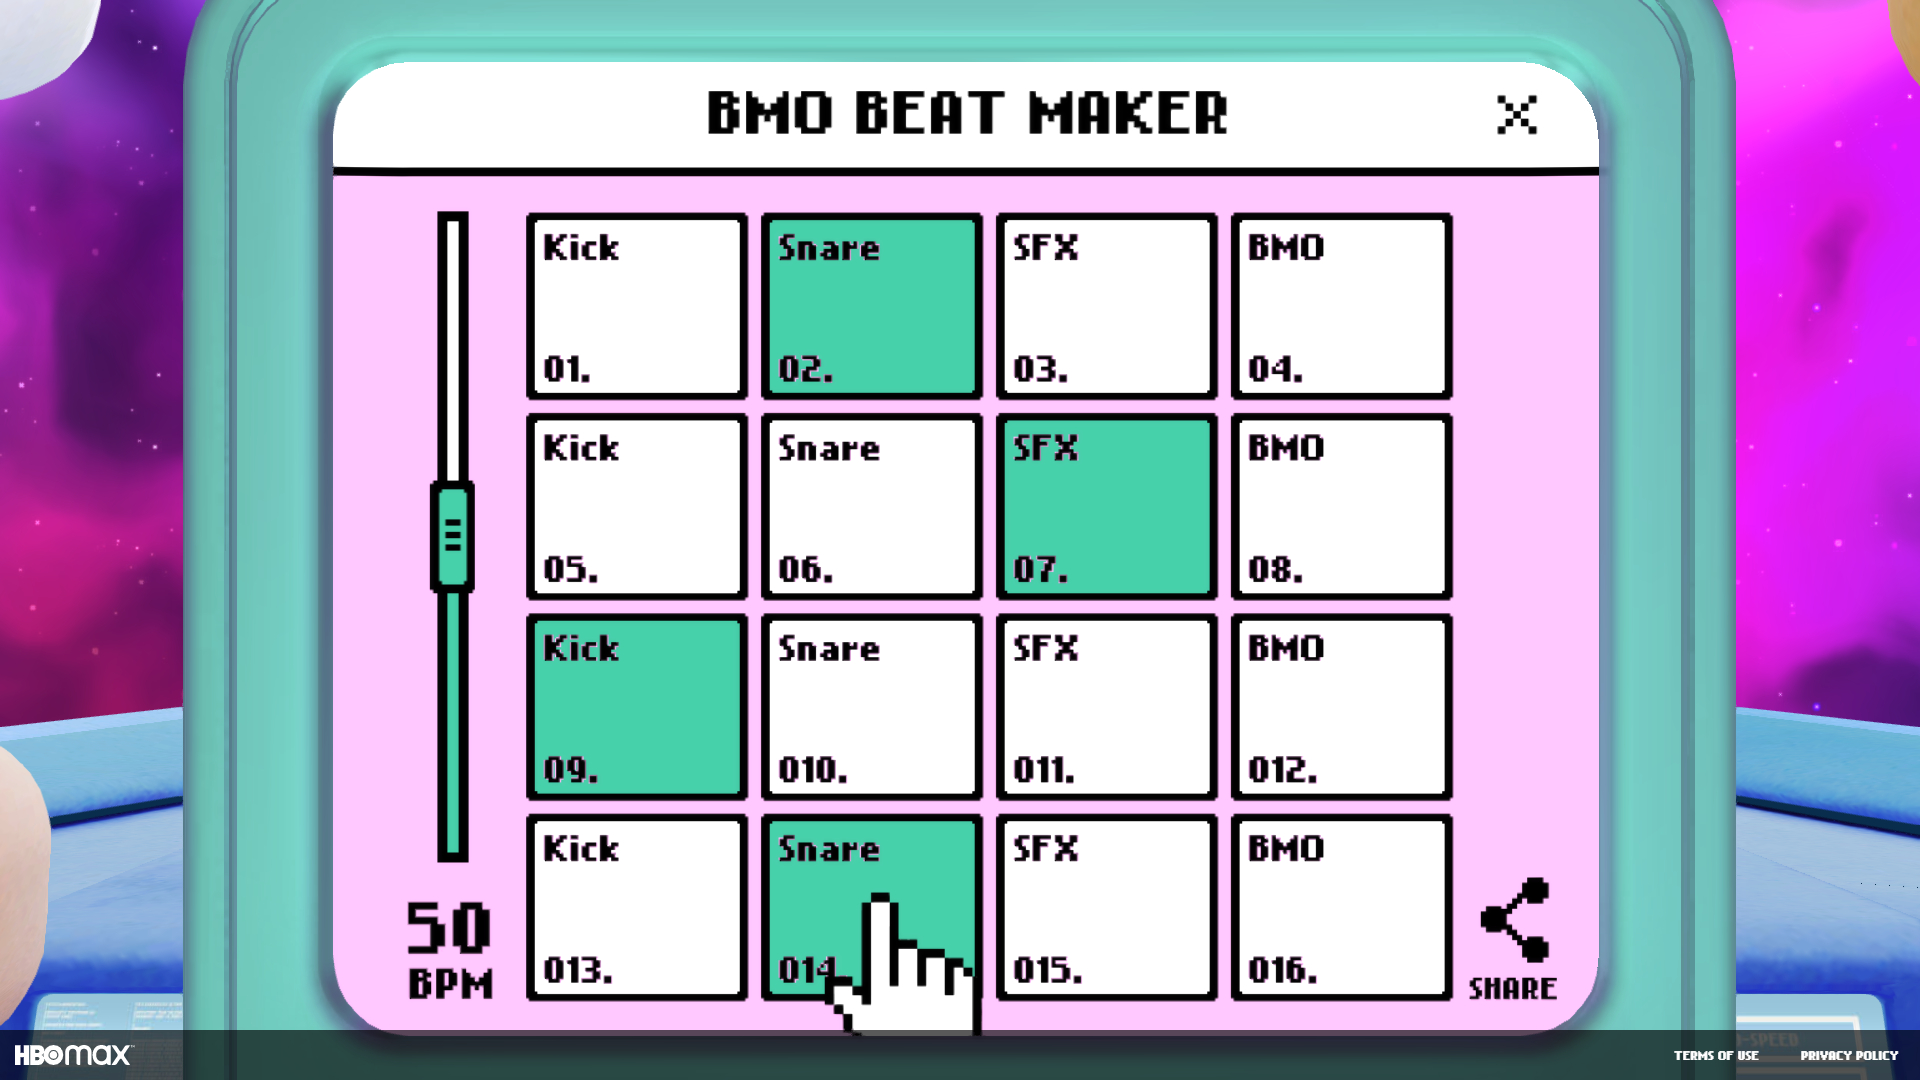 BMO BEAT MAKER
Kick
Snare
SFX
BMO
01.
02.
03.
04.
Kick
Snare
SFX
BMO
05.
06.
07.
08.
Kick
Snare
SFX
BMO
09.
010.
011.
012.
Kick
Snare
SFX
BMO
013.
014
015.
016.
50
BPM
SHARE
HBOMAX
TERMS OF USE
PRIVACY POLICY